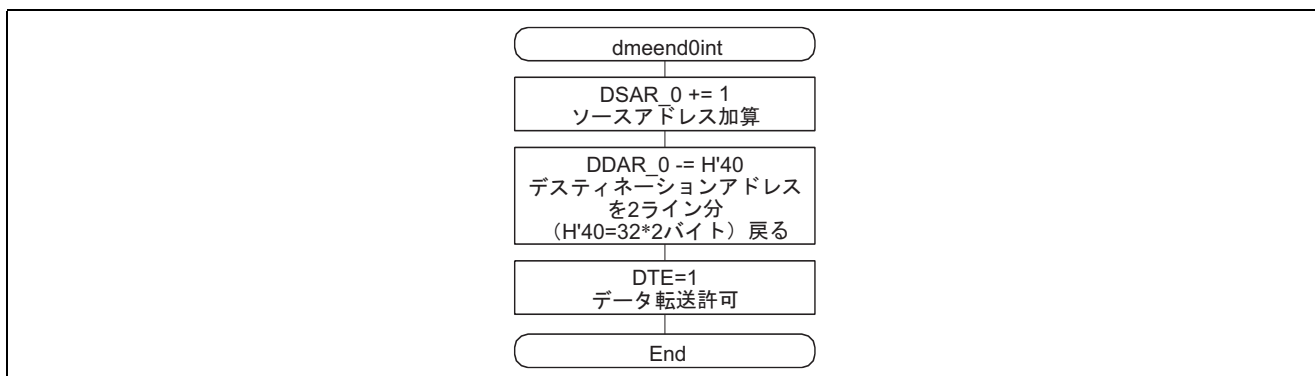 dmeend0int
DSAR_0 += 1
ソースアドレス加算
DDAR_0 -= H'40
デスティネーションアドレス
を2ライン分
（H'40=32*2バイト）戻る
DTE=1
データ転送許可
End